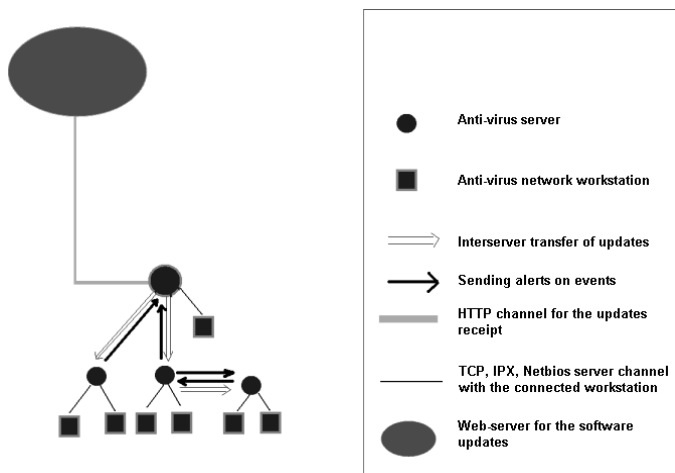 Anti-virus server
Anti-virus network workstation
Interserver transfer of updates
Sending alerts on events
HTTP channel for the updates
receipt
TCP, IPX, Netbios server channel
with the connected workstation
Web-server for the software
updates